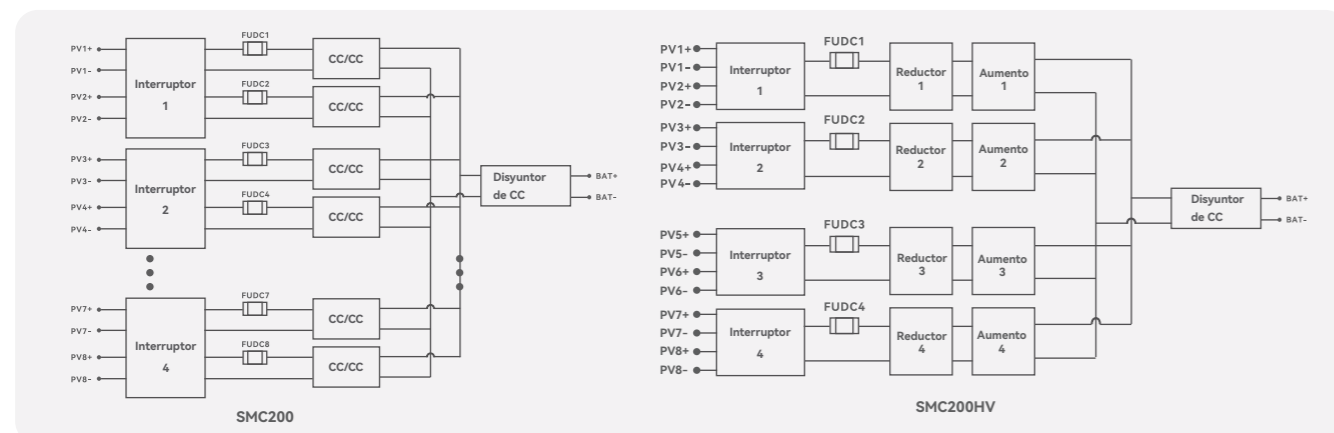 PV1+
PV1-
PV2+
PV2-
Interruptor
1
FUDC1
FUDC2
CC/CC
CC/CC
PV3+
PV3-
PV4+
PV4-
Interruptor
2
FUDC3
FUDC4
CC/CC
CC/CC
Disyuntor
de CC
BAT+
BAT-
PV7+
PV7-
PV8+
PV8-
Interruptor
4
FUDC7
FUDC8
CC/CC
CC/CC
SMC200
PV1+
PV1-
PV2+
PV2-
Interruptor
1
FUDC1
Reductor
1
Aumento
1
PV3+
PV3-
PV4+
PV4-
Interruptor
2
FUDC2
Reductor
2
Aumento
2
Disyuntor
de CC
BAT+
BAT-
PV5+
PV5-
PV6+
PV6-
Interruptor
3
FUDC3
Reductor
3
Aumento
3
PV7+
PV7-
PV8+
PV8-
Interruptor
4
FUDC4
Reductor
4
Aumento
4
SMC200HV